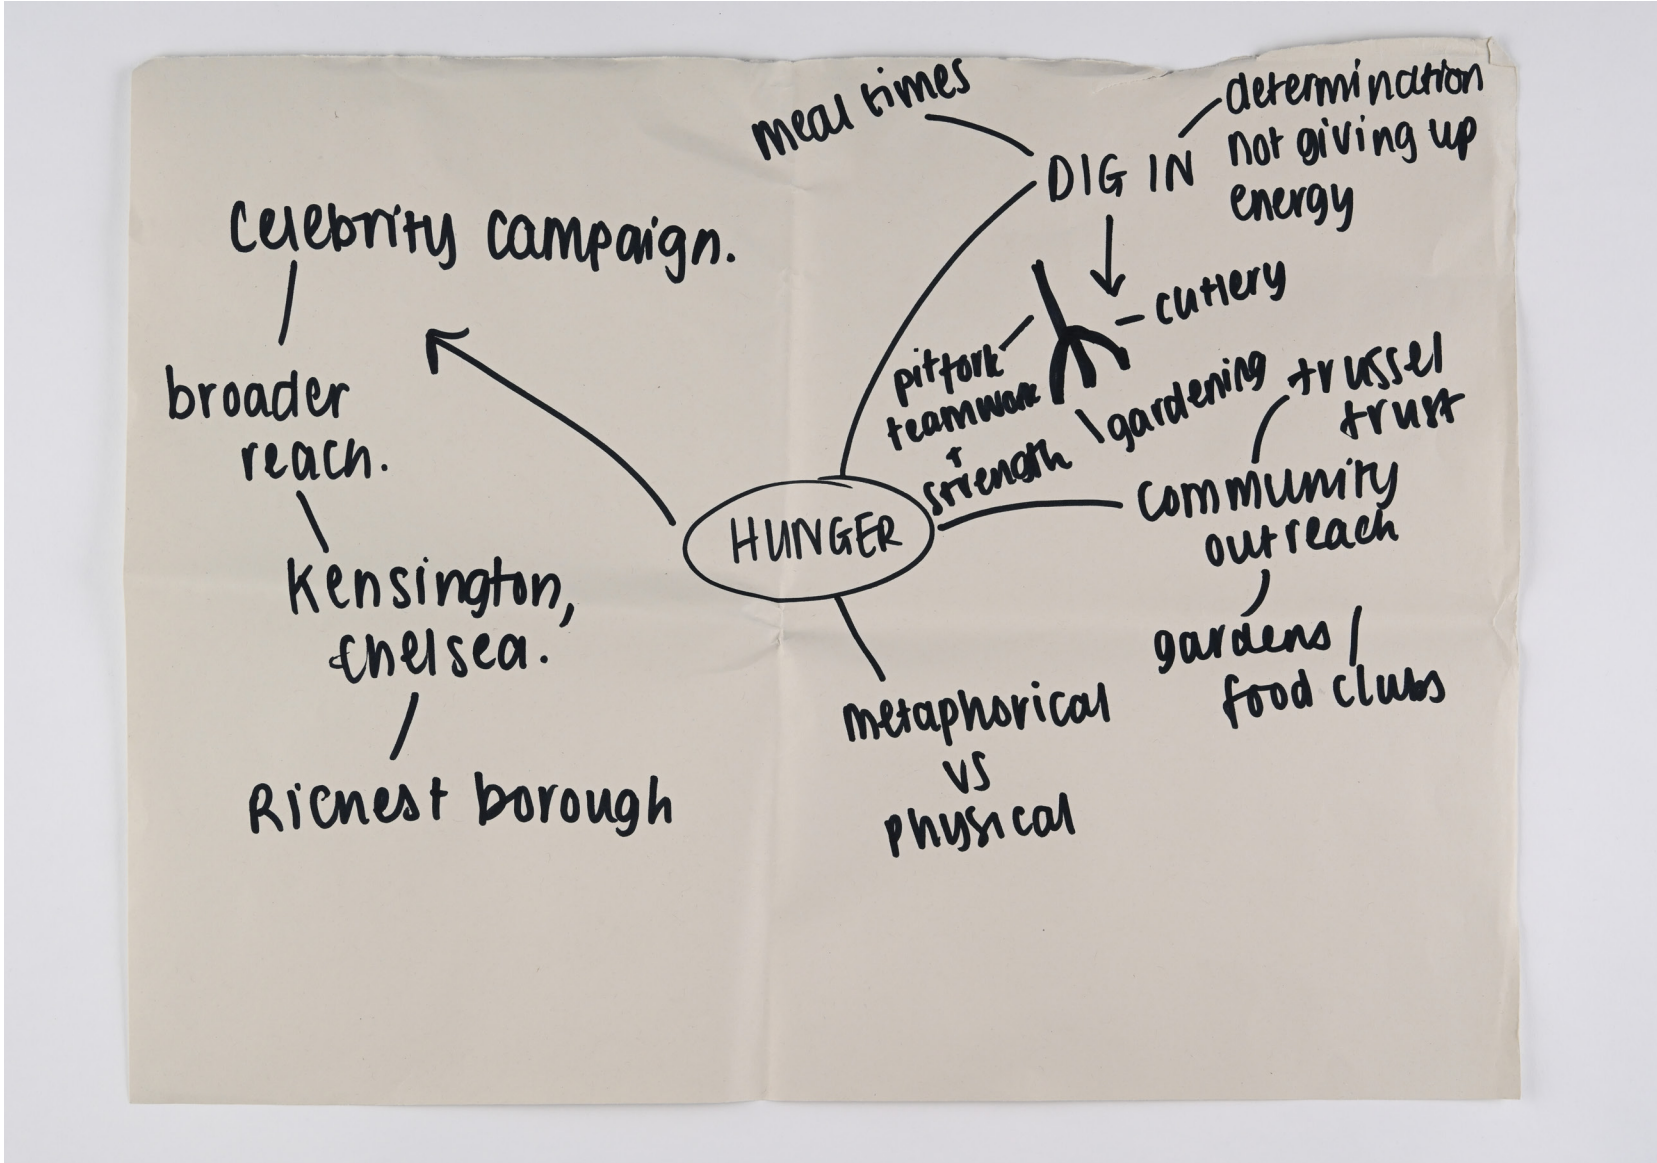 meal times
DIG IN
determination
not giving up
energy
cutlery
pitfork
teamwork
+
strength
gardening
trussel
trust
community
outreach
gardens /
food clubs
HUNGER
metaphorical
vs
physical
celebrity campaign.
broader
reach.
Kensington,
Chelsea.
Richest borough